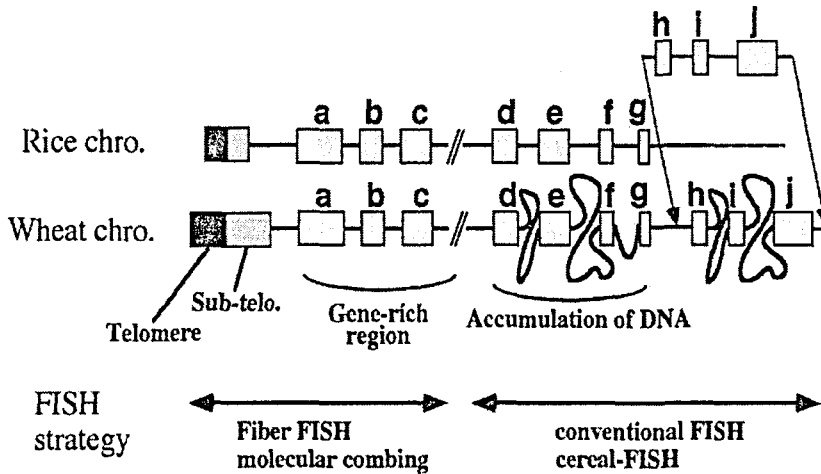 h i j
a b c d e f g
Rice chro.
a b c d e f g h i j
Wheat chro.
Sub-telo.
Telomere
Gene-rich
region
Accumulation of DNA
FISH
strategy
Fiber FISH
molecular combing
conventional FISH
cereal-FISH